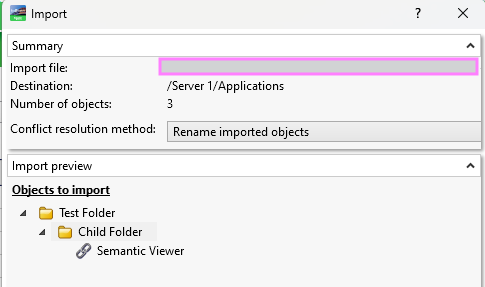 Import
?
Summary
Import file:
Destination: /Server 1/Applications
Number of objects: 3
Conflict resolution method: Rename imported objects
Import preview
Objects to import
Test Folder
Child Folder
Semantic Viewer